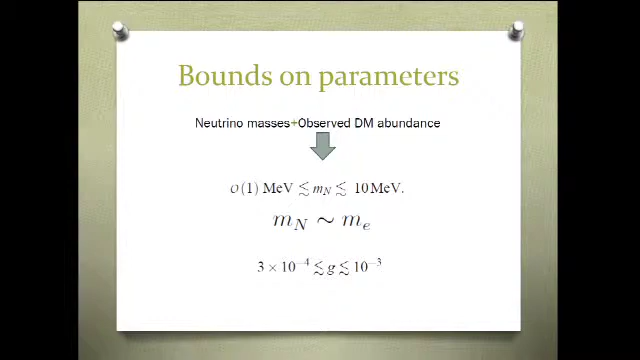 Bounds on parameters
Neutrino masses+Observed DM abundance
o(1) MeV ≲ m_N ≲ 10 MeV.
m_N ∼ m_e
3 × 10⁻⁴ ≲ g ≲ 10⁻³